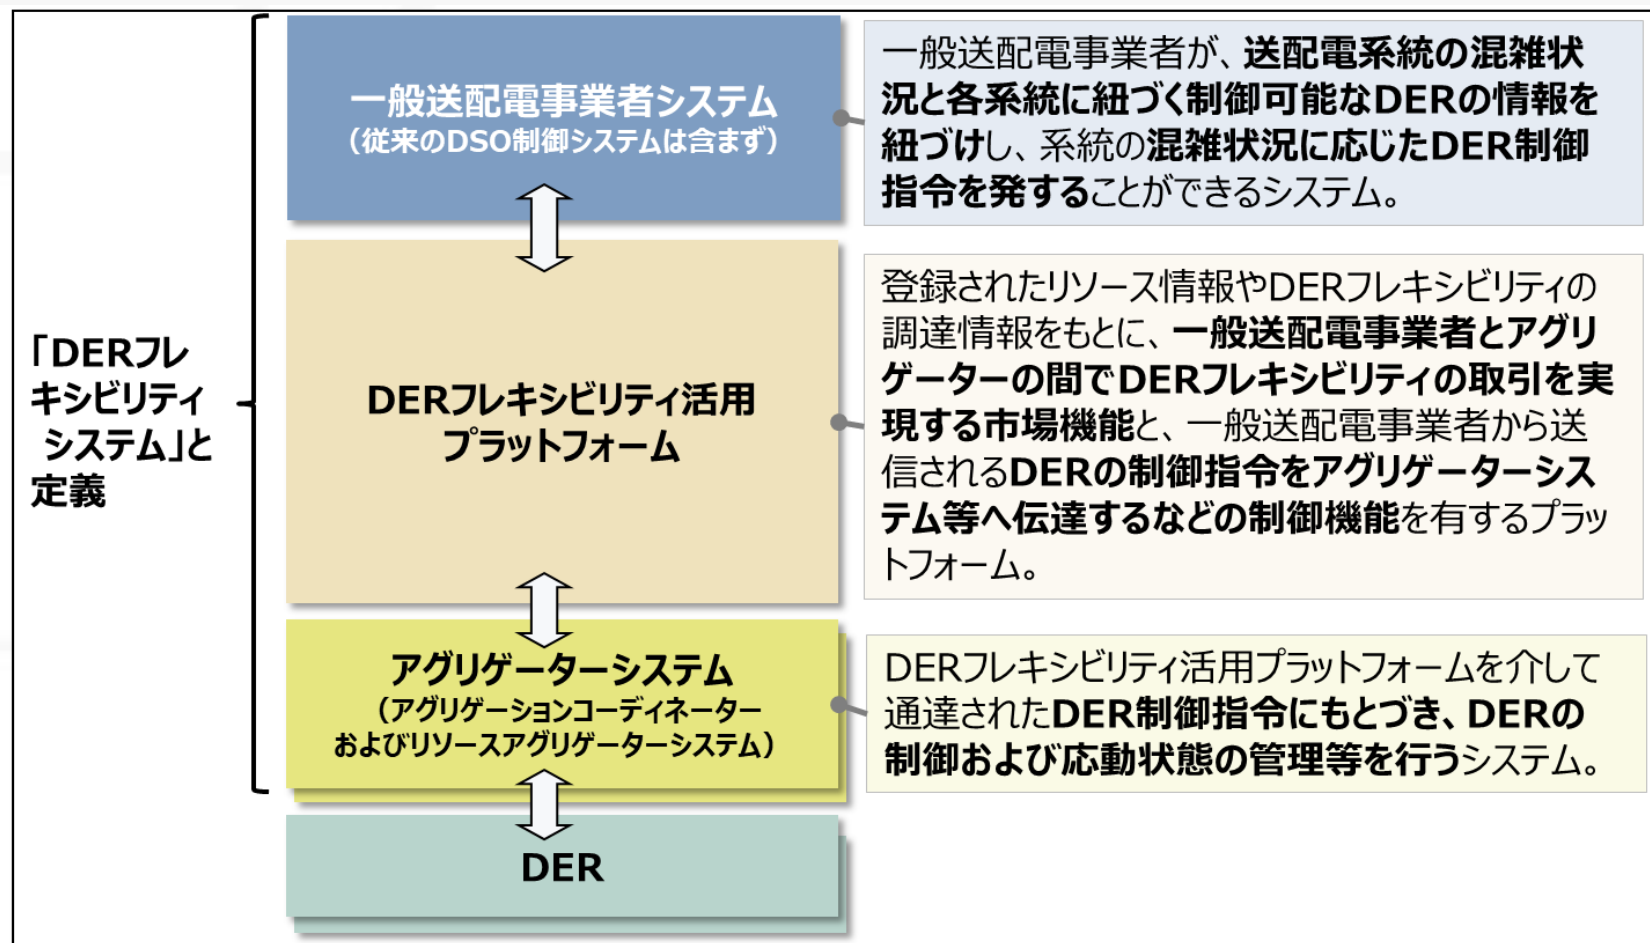 「DERフレ
キシビリティ
システム」と
定義
一般送配電事業者システム
（従来のDSO制御システムは含まず）
一般送配電事業者が、送配電系統の混雑状
況と各系統に紐づく制御可能なDERの情報を
紐づけし、系統の混雑状況に応じたDER制御
指令を発することができるシステム。
DERフレキシビリティ活用
プラットフォーム
登録されたリソース情報やDERフレキシビリティの
調達情報をもとに、一般送配電事業者とアグリ
ゲーターの間でDERフレキシビリティの取引を実
現する市場機能と、一般送配電事業者から送
信されるDERの制御指令をアグリゲーターシス
テム等へ伝達するなどの制御機能を有するプラッ
トフォーム。
アグリゲーターシステム
（アグリゲーションコーディネーター
およびリソースアグリゲーターシステム）
DERフレキシビリティ活用プラットフォームを介して
通達されたDER制御指令にもとづき、DERの
制御および応動状態の管理等を行うシステム。
DER